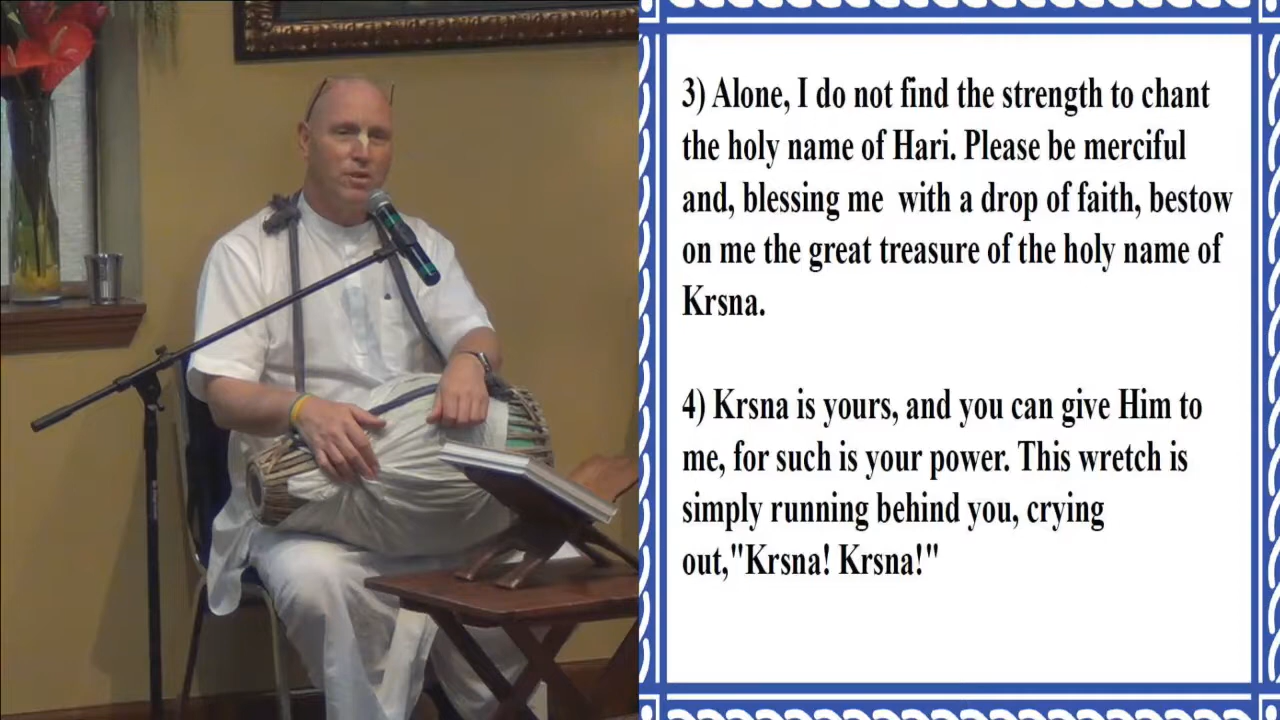 3) Alone, I do not find the strength to chant
the holy name of Hari. Please be merciful
and, blessing me  with a drop of faith, bestow
on me the great treasure of the holy name of
Krsna.
4) Krsna is yours, and you can give Him to
me, for such is your power. This wretch is
simply running behind you, crying
out,"Krsna! Krsna!"